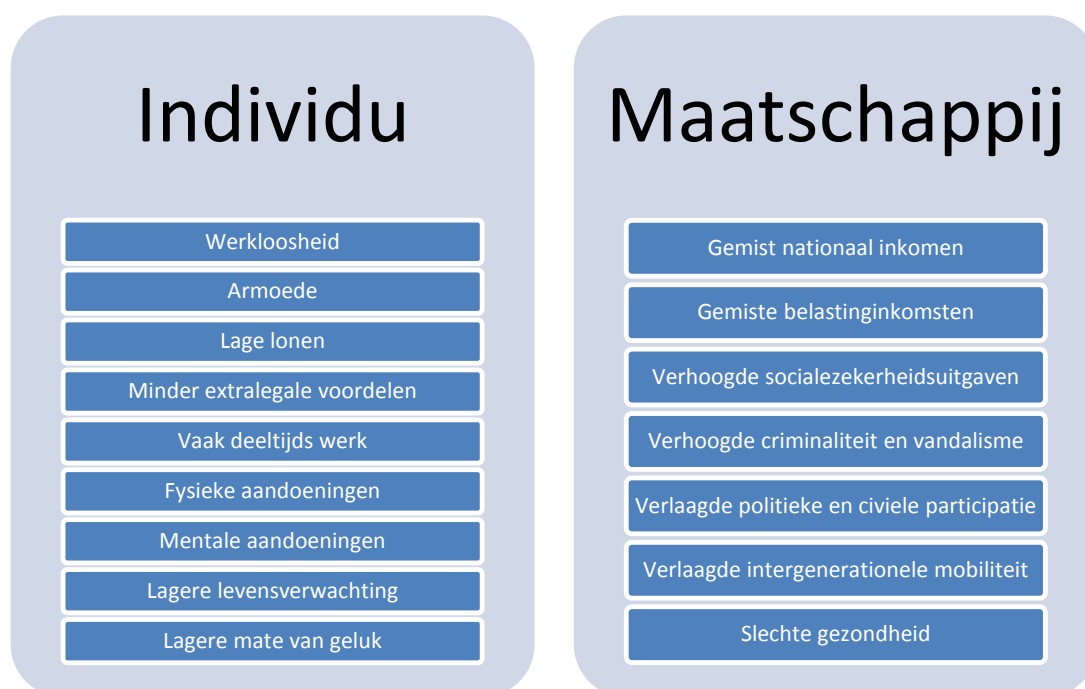 Individu
Werkloosheid
Armoede
Lage lonen
Minder extralegale voordelen
Vaak deeltijds werk
Fysieke aandoeningen
Mentale aandoeningen
Lagere levensverwachting
Lagere mate van geluk
Maatschappij
Gemist nationaal inkomen
Gemiste belastinginkomsten
Verhoogde socialezekerheidsuitgaven
Verhoogde criminaliteit en vandalisme
Verlaagde politieke en civiele participatie
Verlaagde intergenerationele mobiliteit
Slechte gezondheid